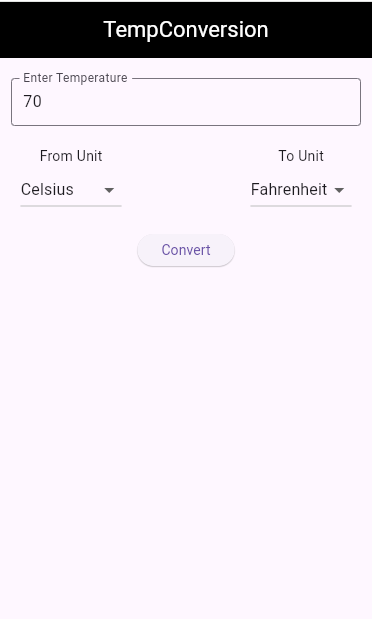 TempConversion
Enter Temperature
70
From Unit
To Unit
Celsius
Fahrenheit
Convert